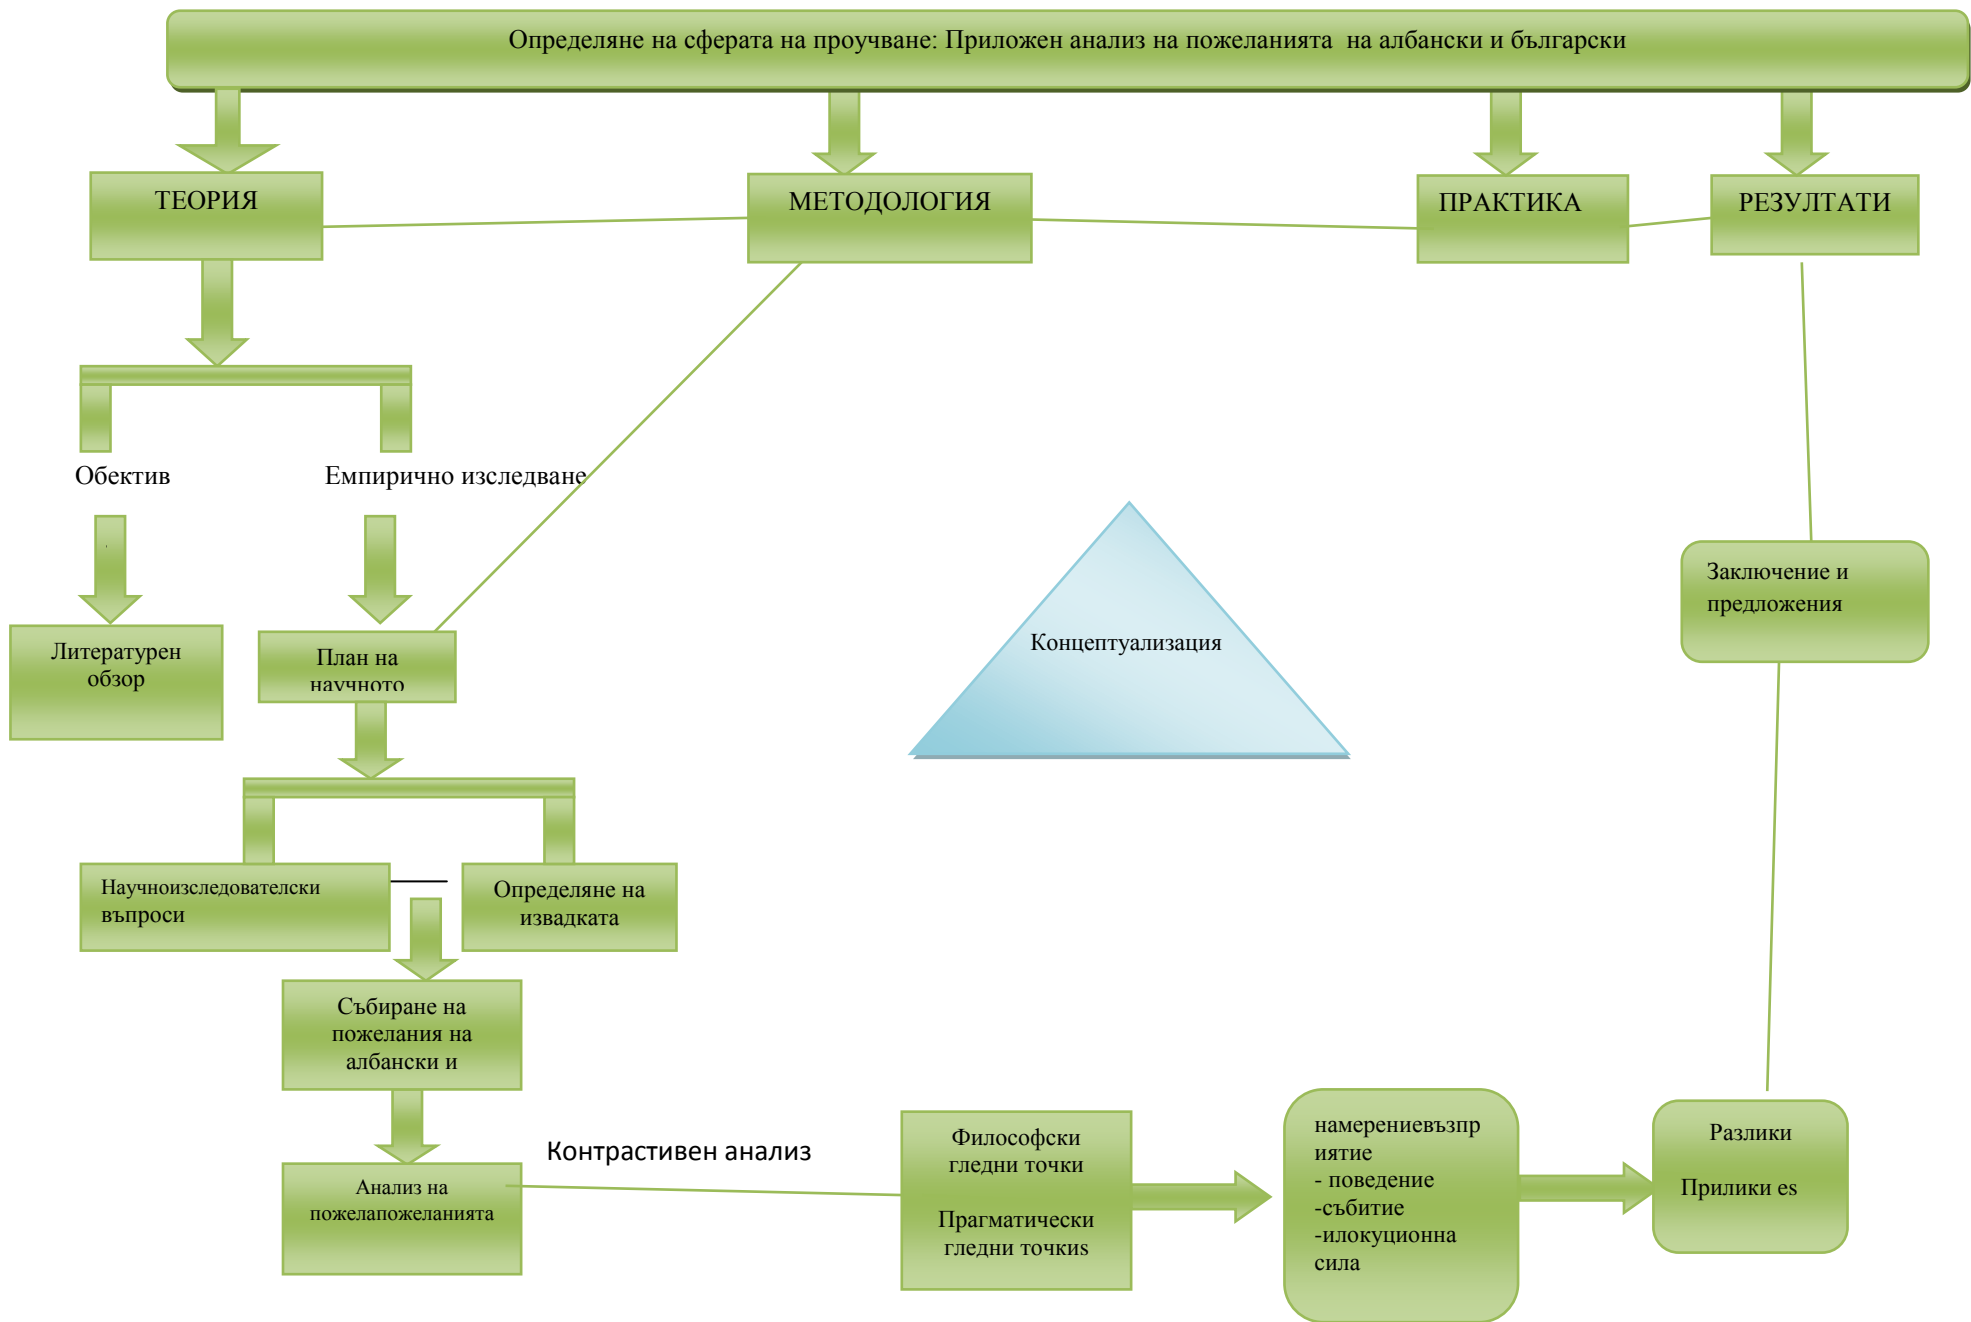 Определяне на сферата на проучване: Приложен анализ на пожеланията на албански и български
ТЕОРИЯ
МЕТОДОЛОГИЯ
ПРАКТИКА
РЕЗУЛТАТИ
Обектив
Емпирично изследване
Заключение и
предложения
Концептуализация
Литературен
обзор
План на
научното
Научноизследователски
въпроси
Определяне на
извадката
Събиране на
пожелания на
албански и
Контрастивен анализ
Анализ на
пожелапожеланията
Философски
гледни точки
Прагматически
гледни точкиs
намерениевъзпр
иятие
- поведение
-събитие
-илокуционна
сила
Разлики
Прилики es